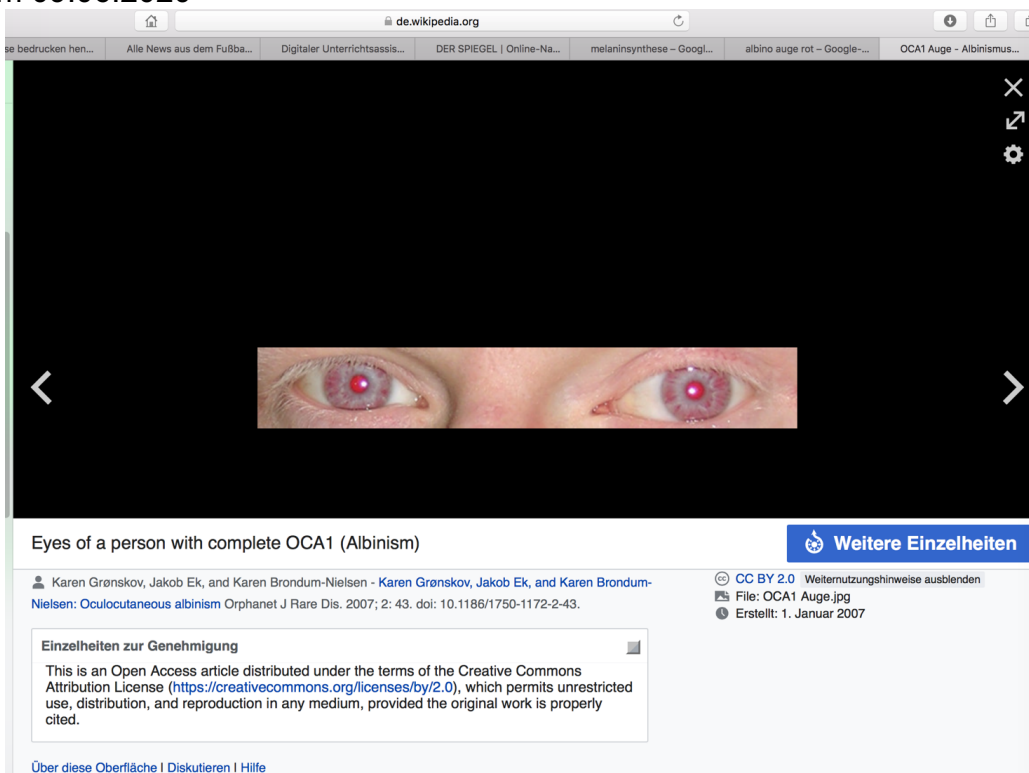 de.wikipedia.org
se bedrucken hen... Alle News aus dem Fußba... Digitaler Unterrichtsassis... DER SPIEGEL | Online-Na... melaninsynthese – Googl... albino auge rot – Google-... OCA1 Auge - Albinismus...
Eyes of a person with complete OCA1 (Albinism)
Weitere Einzelheiten
Karen Grønskov, Jakob Ek, and Karen Brondum-Nielsen - Karen Grønskov, Jakob Ek, and Karen Brondum-
Nielsen: Oculocutaneous albinism Orphanet J Rare Dis. 2007; 2: 43. doi: 10.1186/1750-1172-2-43.
CC BY 2.0 Weiternutzungshinweise ausblenden
File: OCA1 Auge.jpg
Erstellt: 1. Januar 2007
Einzelheiten zur Genehmigung
This is an Open Access article distributed under the terms of the Creative Commons
Attribution License (https://creativecommons.org/licenses/by/2.0), which permits unrestricted
use, distribution, and reproduction in any medium, provided the original work is properly
cited.
Über diese Oberfläche | Diskutieren | Hilfe